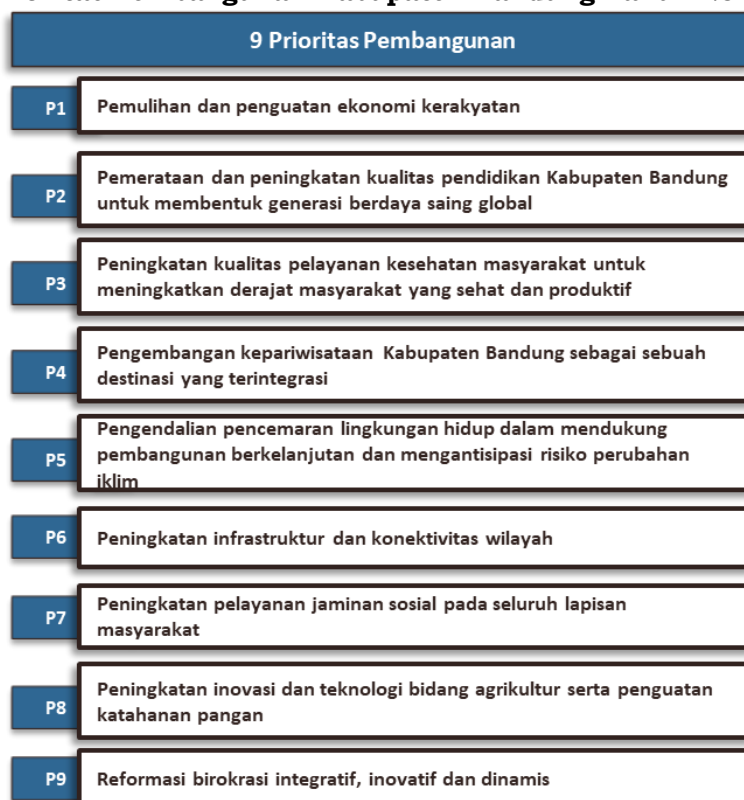 9 Prioritas Pembangunan
P1 Pemulihan dan penguatan ekonomi kerakyatan
P2 Pemerataan dan peningkatan kualitas pendidikan Kabupaten Bandung
untuk membentuk generasi berdaya saing global
P3 Peningkatan kualitas pelayanan kesehatan masyarakat untuk
meningkatkan derajat masyarakat yang sehat dan produktif
P4 Pengembangan kepariwisataan Kabupaten Bandung sebagai sebuah
destinasi yang terintegrasi
P5 Pengendalian pencemaran lingkungan hidup dalam mendukung
pembangunan berkelanjutan dan mengantisipasi risiko perubahan
iklim
P6 Peningkatan infrastruktur dan konektivitas wilayah
P7 Peningkatan pelayanan jaminan sosial pada seluruh lapisan
masyarakat
P8 Peningkatan inovasi dan teknologi bidang agrikultur serta penguatan
katahanan pangan
P9 Reformasi birokrasi integratif, inovatif dan dinamis